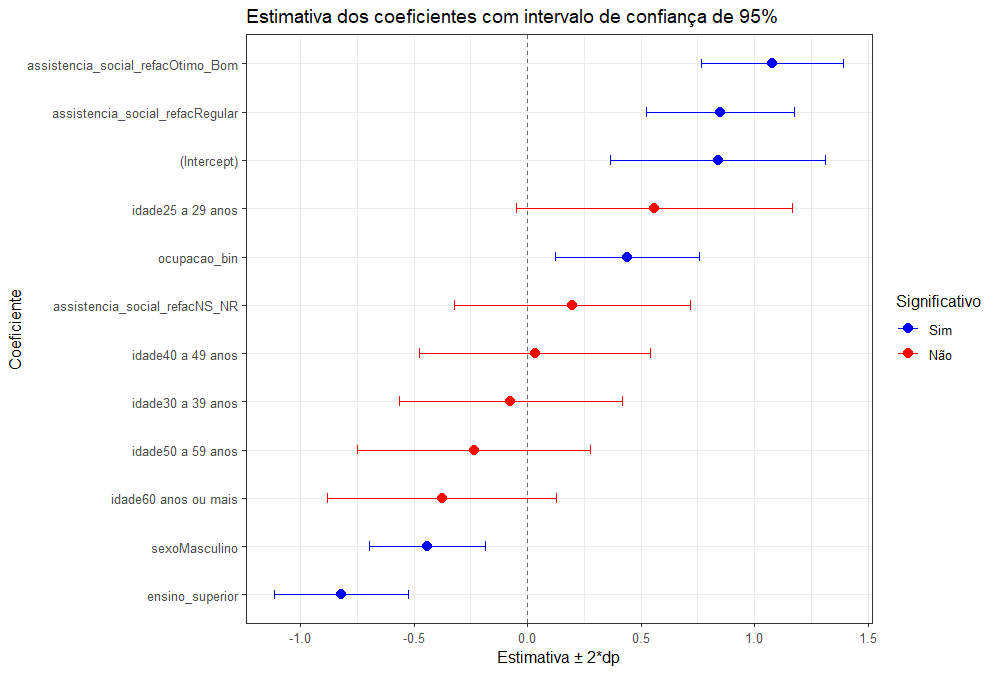 Estimativa dos coeficientes com intervalo de confiança de 95%
Coeficiente
assistencia_social_refacOtimo_Bom
assistencia_social_refacRegular
(Intercept)
idade25 a 29 anos
ocupacao_bin
assistencia_social_refacNS_NR
idade40 a 49 anos
idade30 a 39 anos
idade50 a 59 anos
idade60 anos ou mais
sexoMasculino
ensino_superior
-1.0 -0.5 0.0 0.5 1.0 1.5
Estimativa ± 2*dp
Significativo
Sim
Não